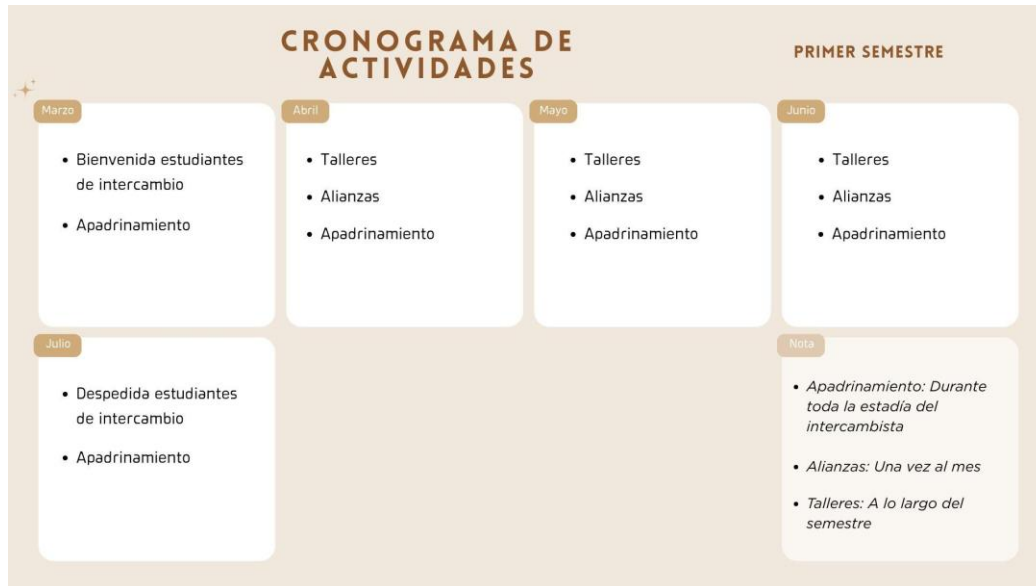 CRONOGRAMA DE
ACTIVIDADES
PRIMER SEMESTRE
Marzo
• Bienvenida estudiantes
de intercambio
• Apadrinamiento
Abril
• Talleres
• Alianzas
• Apadrinamiento
Mayo
• Talleres
• Alianzas
• Apadrinamiento
Junio
• Talleres
• Alianzas
• Apadrinamiento
Julio
• Despedida estudiantes
de intercambio
• Apadrinamiento
Nota
• Apadrinamiento: Durante
toda la estadía del
intercambista
• Alianzas: Una vez al mes
• Talleres: A lo largo del
semestre